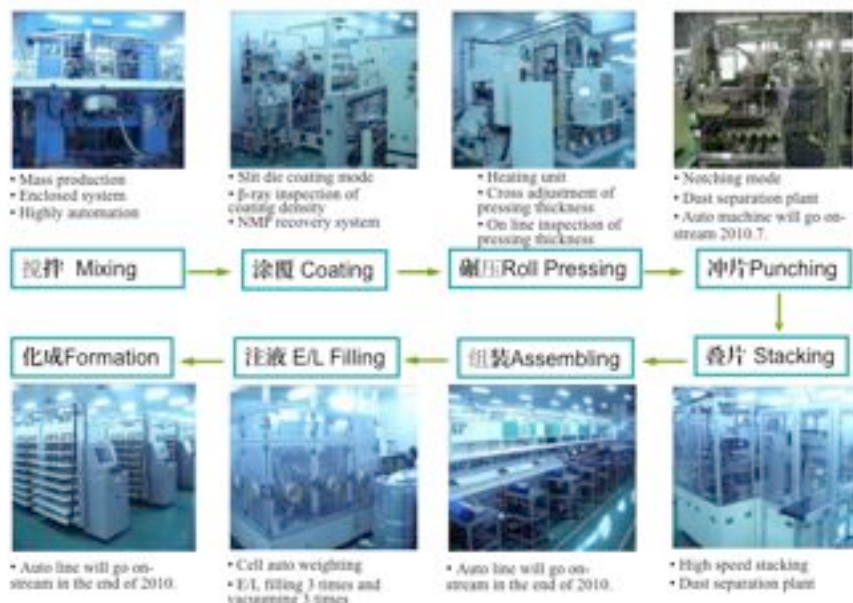 • Mass production
• Enclosed system
• Highly automation
• Slit die coating mode
• β-ray inspection of
coating density
• NMP recovery system
• Heating unit
• Cross adjustment of
pressing thickness
• On line inspection of
pressing thickness
• Notching mode
• Dust separation plant
• Auto machine will go on-
stream 2010.7.
搅拌 Mixing
涂覆 Coating
碾压Roll Pressing
冲片Punching
化成Formation
注液 E/L Filling
组装Assembling
叠片 Stacking
• Auto line will go on-
stream in the end of 2010.
• Cell auto weighting
• E/L filling 3 times and
vacuuming 3 times
• Auto line will go on-
stream in the end of 2010.
• High speed stacking
• Dust separation plant